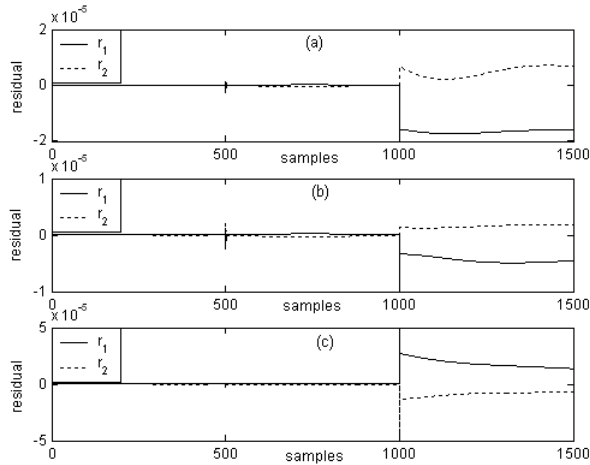 x 10⁻⁵
2
r₁
r₂
(a)
residual
0
-2
0
500
1000
1500
samples
x 10⁻⁵
1
r₁
r₂
(b)
residual
0
-1
0
500
1000
1500
samples
x 10⁻⁵
5
r₁
r₂
(c)
residual
0
-5
0
500
1000
1500
samples